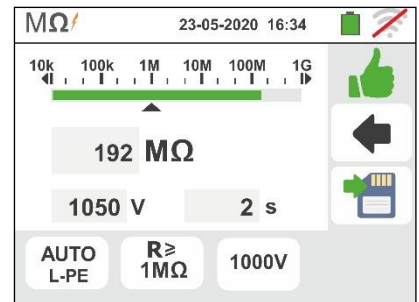 MΩ 23-05-2020 16:34
10k 100k 1M 10M 100M 1G
192 MΩ
1050 V 2 s
AUTO L-PE
R≥ 1MΩ
1000V